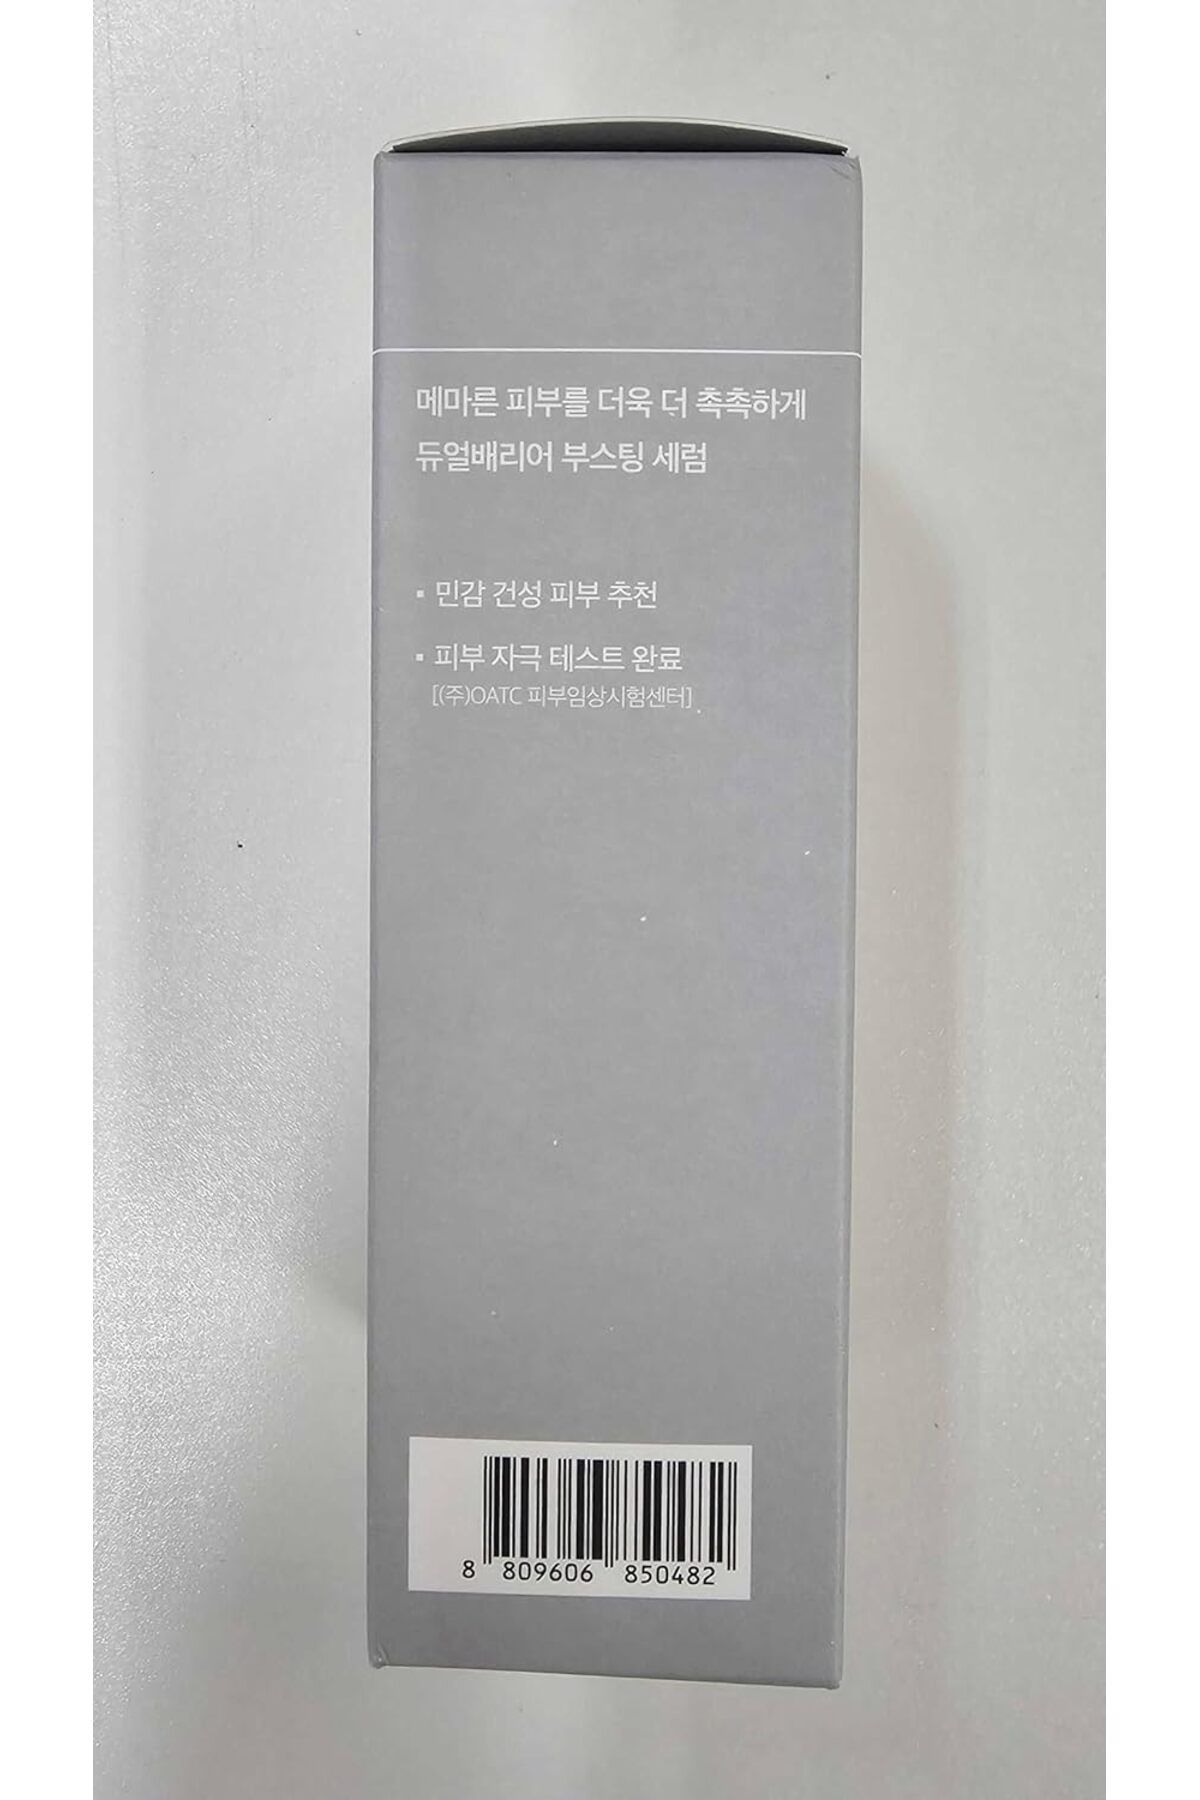 메마른 피부를 더욱 더 촉촉하게
듀얼배리어 부스팅 세럼
▪ 민감 건성 피부 추천
▪ 피부 자극 테스트 완료
[(주)OATC 피부임상시험센터]
8 809606 850482